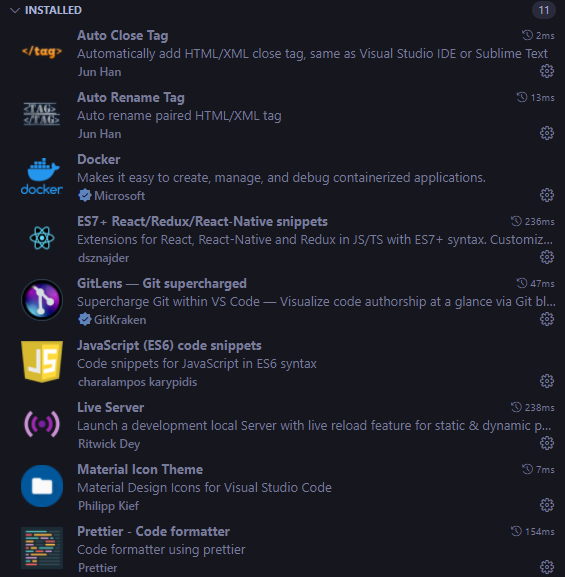 INSTALLED 11
</tag>
Auto Close Tag 2ms
Automatically add HTML/XML close tag, same as Visual Studio IDE or Sublime Text
Jun Han
<TAG>
</TAG>
Auto Rename Tag 13ms
Auto rename paired HTML/XML tag
Jun Han
docker
Docker
Makes it easy to create, manage, and debug containerized applications.
Microsoft
ES7+ React/Redux/React-Native snippets 236ms
Extensions for React, React-Native and Redux in JS/TS with ES7+ syntax. Customiz...
dsznajder
GitLens — Git supercharged 47ms
Supercharge Git within VS Code — Visualize code authorship at a glance via Git bl...
GitKraken
JS
JavaScript (ES6) code snippets
Code snippets for JavaScript in ES6 syntax
charalampos karypidis
Live Server 238ms
Launch a development local Server with live reload feature for static & dynamic p...
Ritwick Dey
Material Icon Theme 7ms
Material Design Icons for Visual Studio Code
Philipp Kief
Prettier - Code formatter 154ms
Code formatter using prettier
Prettier